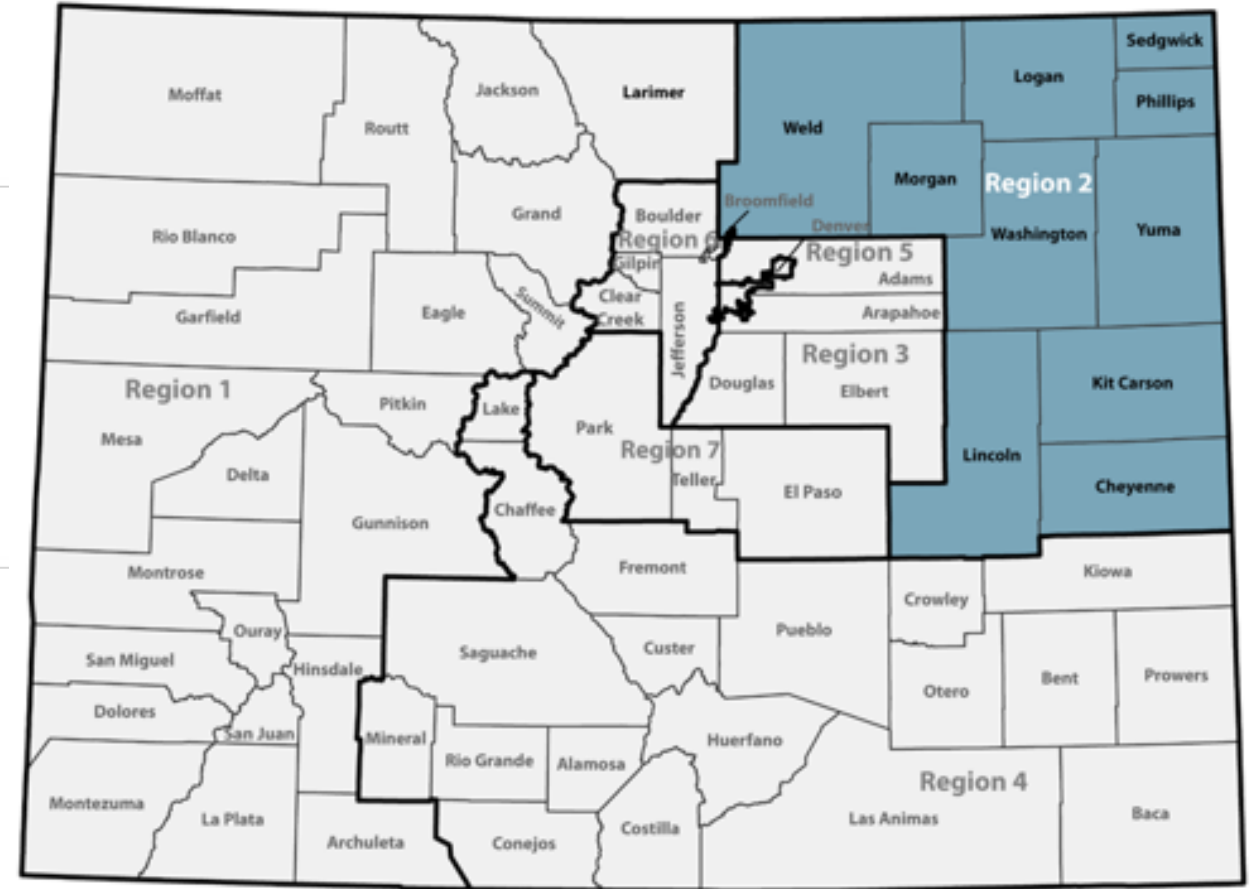 Sedgwick
Logan
Jackson
Larimer
Moffat
Phillips
Routt
Weld
Morgan
Region 2
Broomfield
Grand
Boulder
Denver
Yuma
Washington
Rio Blanco
Region 6
Region 5
Gilpin
Adams
Clear
Creek
Summit
Eagle
Arapahoe
Garfield
Jefferson
Region 3
Douglas
Elbert
Kit Carson
Region 1
Pitkin
Lake
Park
Mesa
Region 7
Lincoln
Delta
Teller
El Paso
Cheyenne
Chaffee
Gunnison
Fremont
Kiowa
Montrose
Crowley
Ouray
Pueblo
San Miguel
Saguache
Custer
Hinsdale
Bent
Prowers
Otero
Dolores
San Juan
Mineral
Huerfano
Rio Grande
Alamosa
Region 4
Montezuma
La Plata
Costilla
Las Animas
Baca
Archuleta
Conejos